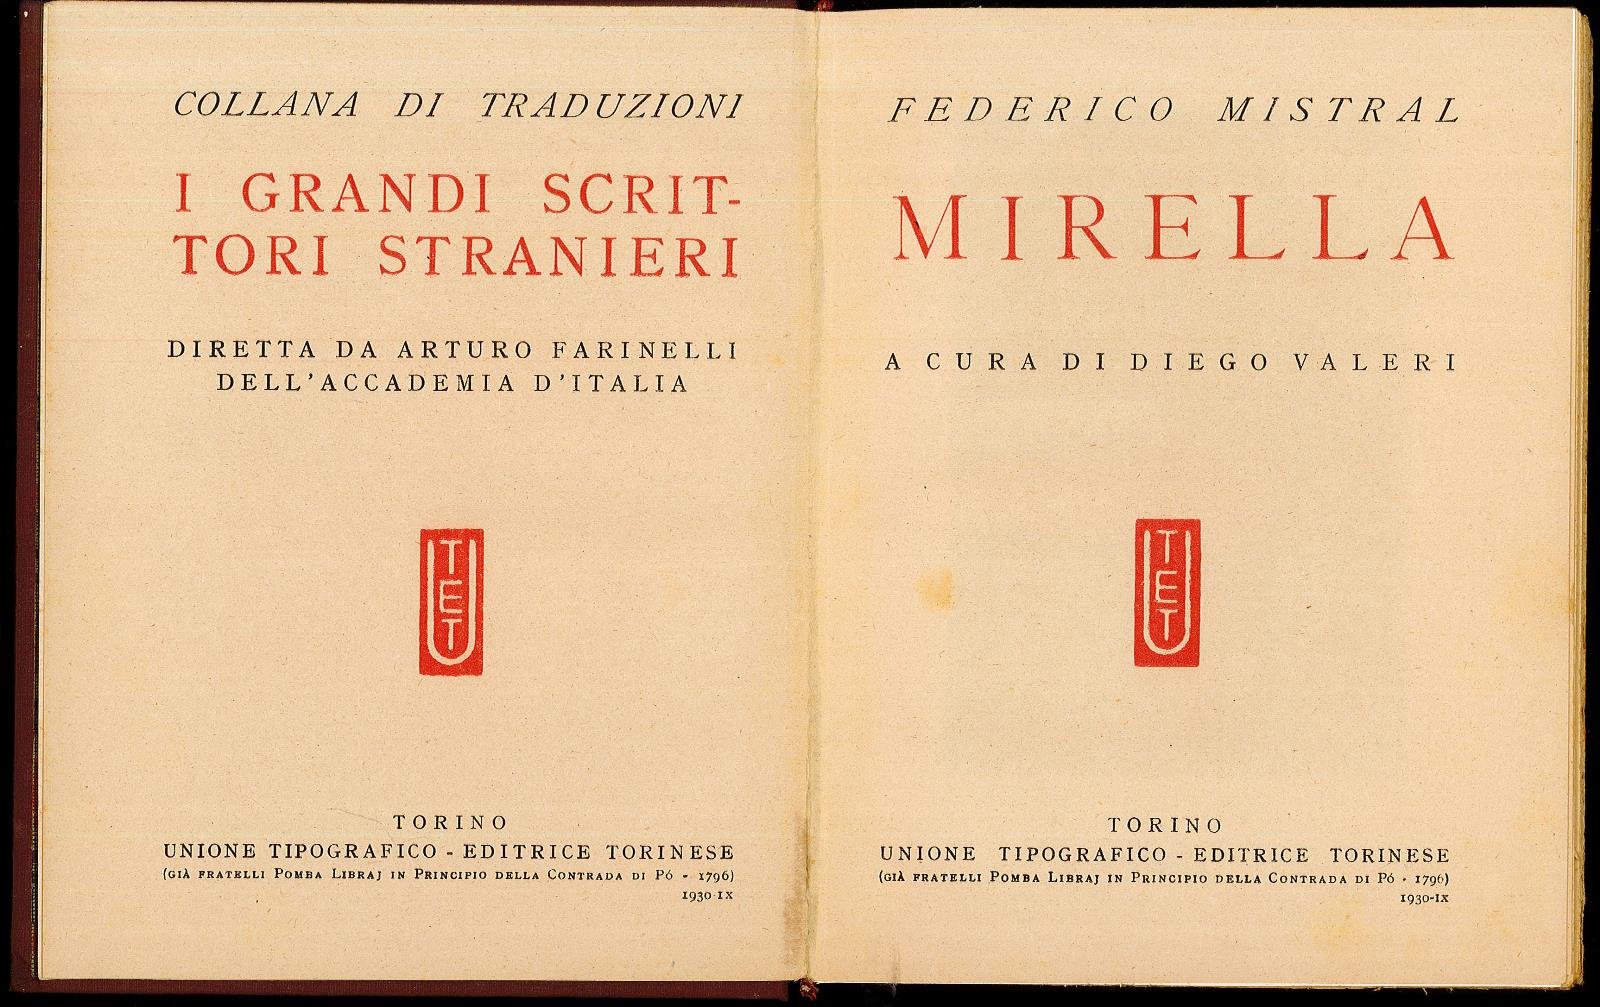 COLLANA DI TRADUZIONI
I GRANDI SCRIT-
TORI STRANIERI
DIRETTA DA ARTURO FARINELLI
DELL'ACCADEMIA D'ITALIA
UTET
TORINO
UNIONE TIPOGRAFICO - EDITRICE TORINESE
(GIÀ FRATELLI POMBA LIBRAJ IN PRINCIPIO DELLA CONTRADA DI PÓ - 1796)
1930-IX
FEDERICO MISTRAL
MIRELLA
A CURA DI DIEGO VALERI
UTET
TORINO
UNIONE TIPOGRAFICO - EDITRICE TORINESE
(GIÀ FRATELLI POMBA LIBRAJ IN PRINCIPIO DELLA CONTRADA DI PÓ - 1796)
1930-IX